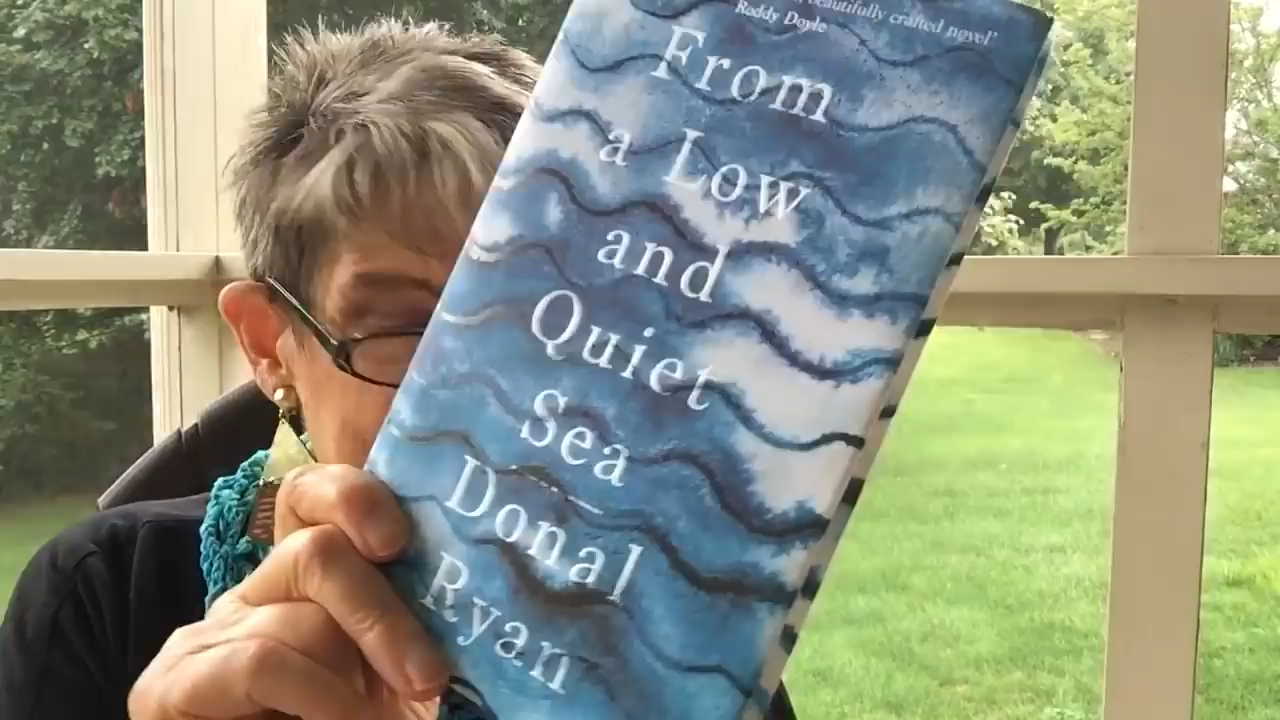 beautifully crafted novel'
Roddy Doyle
From
a Low
and
Quiet
Sea
Donal
Ryan